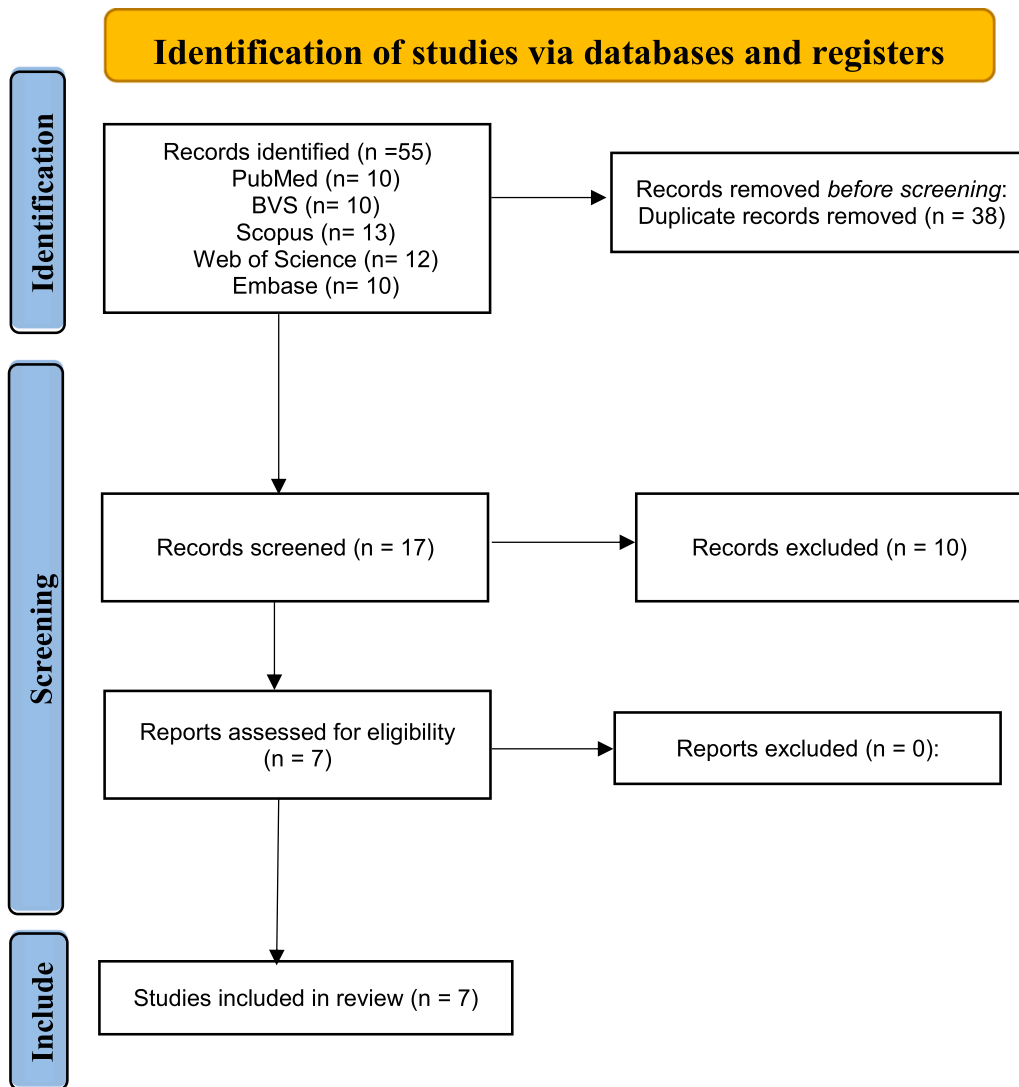 Identification of studies via databases and registers
Identification
Records identified (n =55)
PubMed (n= 10)
BVS (n= 10)
Scopus (n= 13)
Web of Science (n= 12)
Embase (n= 10)
Records removed before screening:
Duplicate records removed (n = 38)
Screening
Records screened (n = 17)
Records excluded (n = 10)
Reports assessed for eligibility
(n = 7)
Reports excluded (n = 0):
Include
Studies included in review (n = 7)